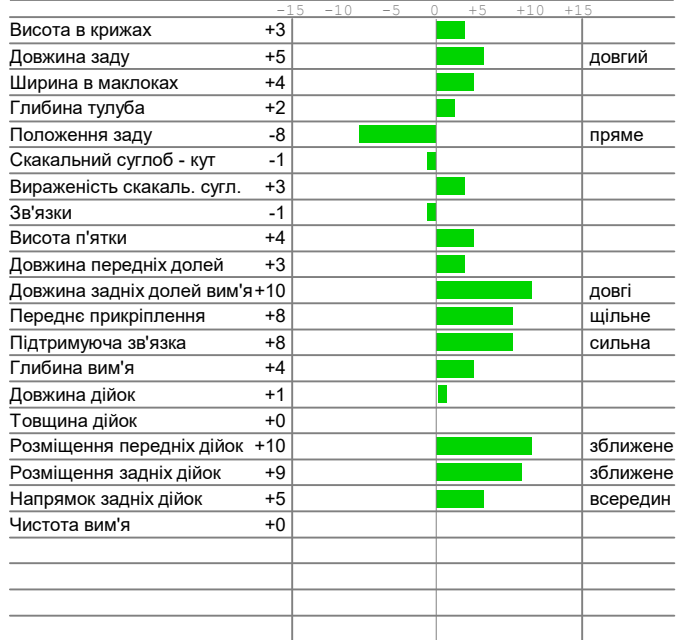 -15 -10 -5 0 +5 +10 +15
Висота в крижах +3
Довжина заду +5 довгий
Ширина в маклоках +4
Глибина тулуба +2
Положення заду -8 пряме
Скакальний суглоб - кут -1
Вираженість скакаль. сугл. +3
Зв'язки -1
Висота п'ятки +4
Довжина передніх долей +3
Довжина задніх долей вим'я +10 довгі
Переднє прикріплення +8 щільне
Підтримуюча зв'язка +8 сильна
Глибина вим'я +4
Довжина дійок +1
Товщина дійок +0
Розміщення передніх дійок +10 зближене
Розміщення задніх дійок +9 зближене
Напрямок задніх дійок +5 всередин
Чистота вим'я +0